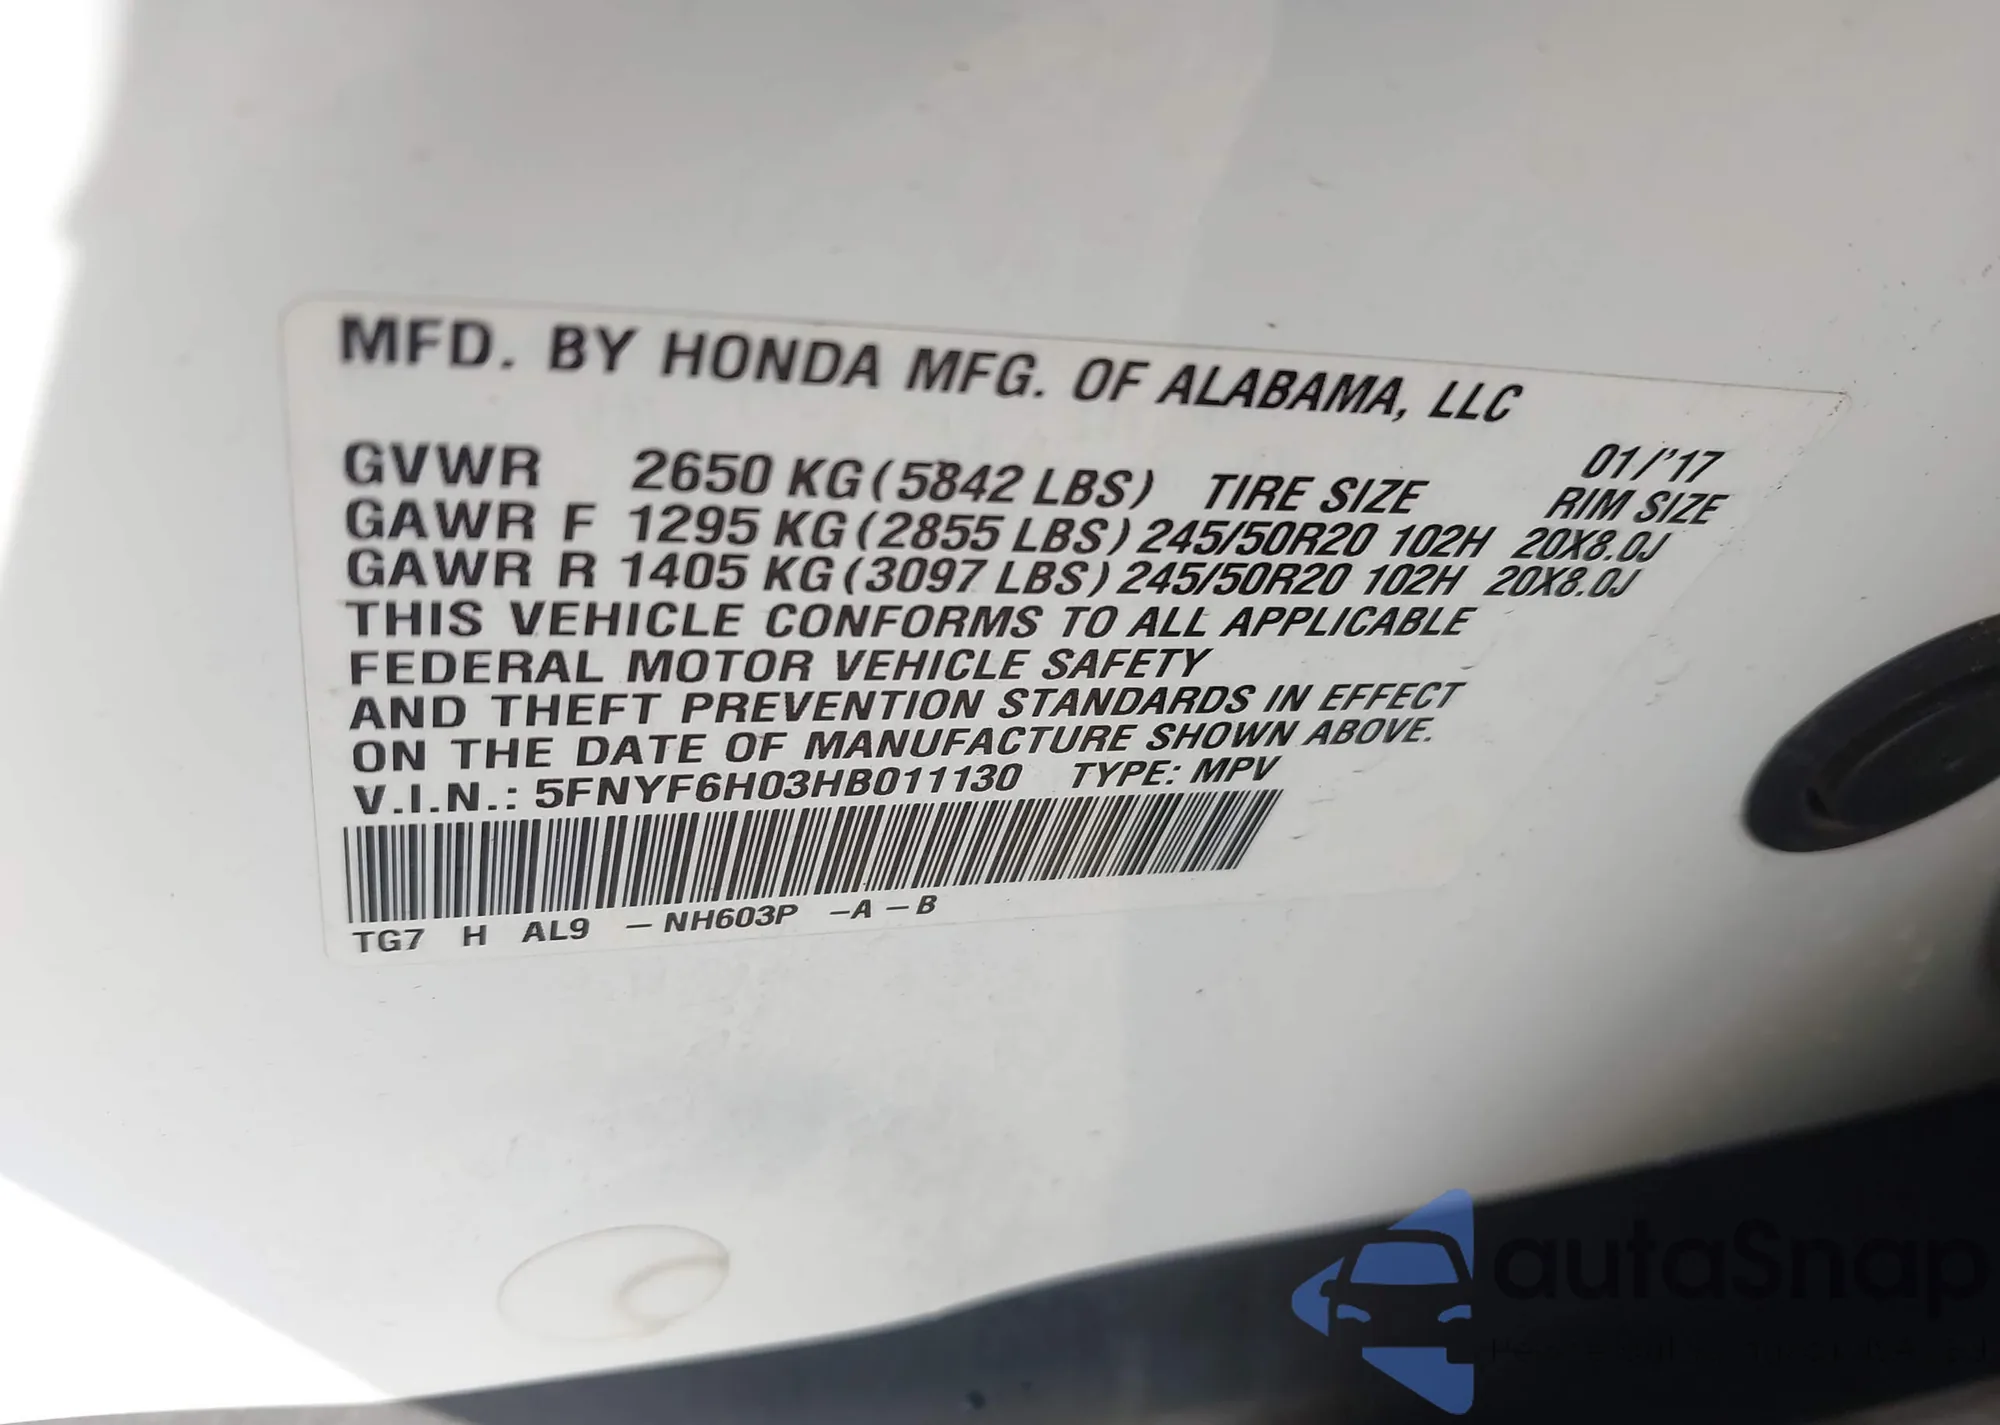 MFD. BY HONDA MFG. OF ALABAMA, LLC
01/'17
GVWR 2650 KG (5842 LBS) TIRE SIZE RIM SIZE
GAWR F 1295 KG (2855 LBS) 245/50R20 102H 20X8.0J
GAWR R 1405 KG (3097 LBS) 245/50R20 102H 20X8.0J
THIS VEHICLE CONFORMS TO ALL APPLICABLE
FEDERAL MOTOR VEHICLE SAFETY
AND THEFT PREVENTION STANDARDS IN EFFECT
ON THE DATE OF MANUFACTURE SHOWN ABOVE.
V.I.N.: 5FNYF6H03HB011130 TYPE: MPV
TG7 H AL9 – NH603P –A –B
autaSnap